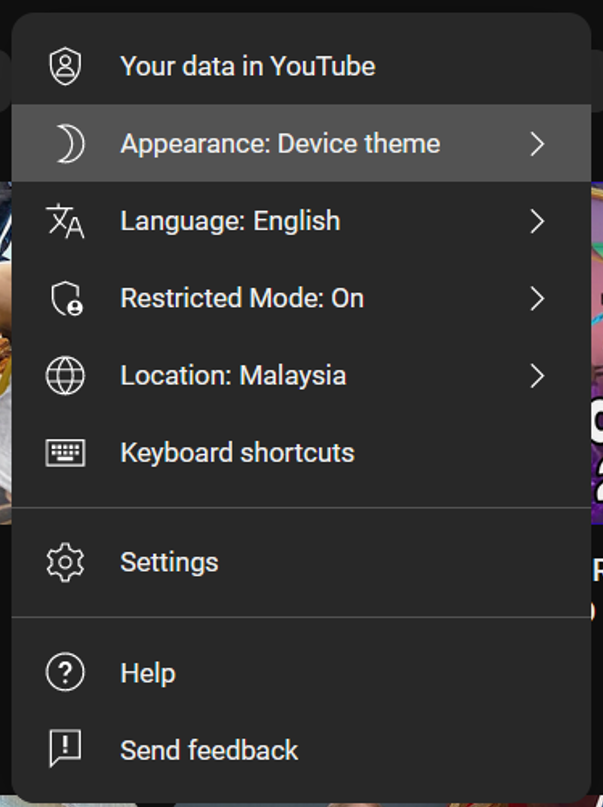 Your data in YouTube
Appearance: Device theme
Language: English
Restricted Mode: On
Location: Malaysia
Keyboard shortcuts
Settings
Help
Send feedback